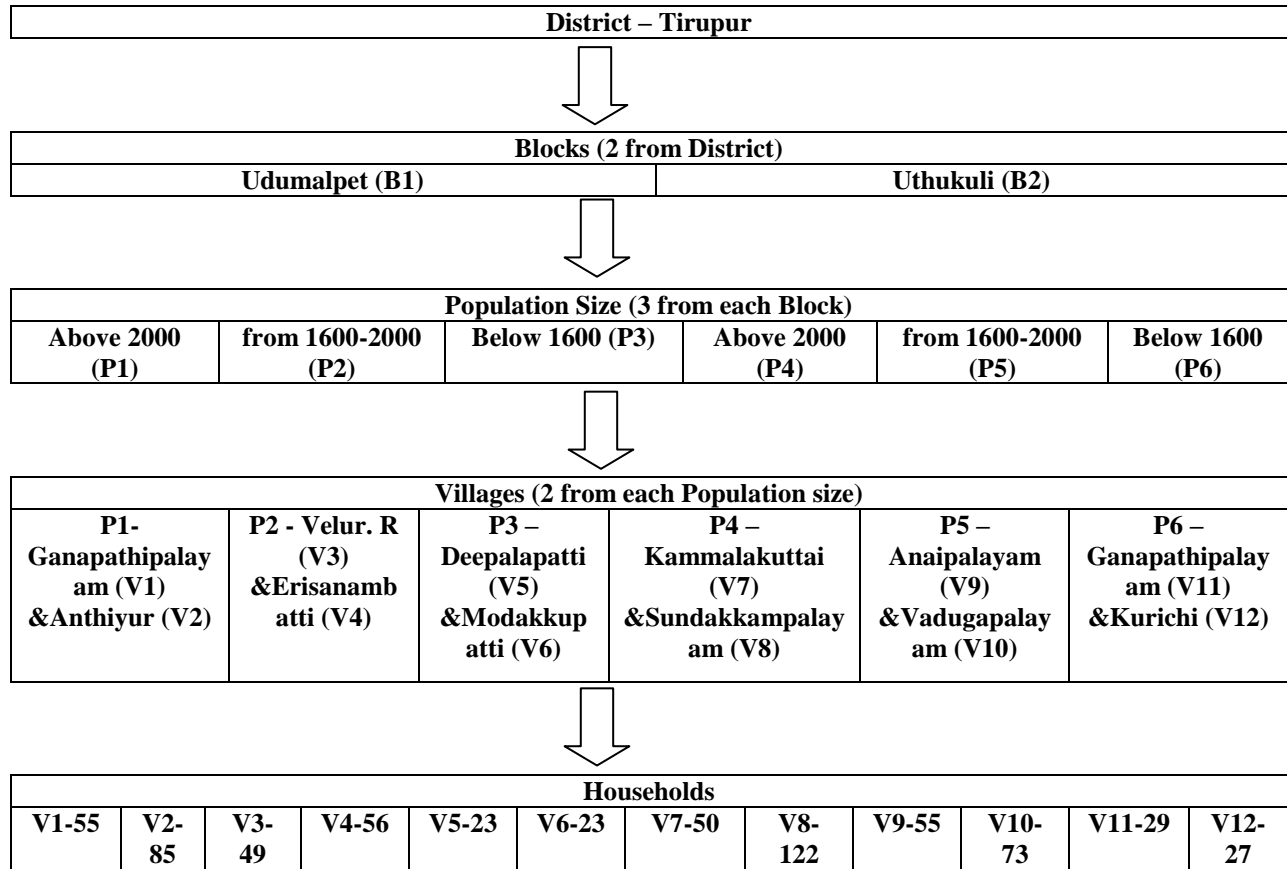 District – Tirupur
Blocks (2 from District)
Udumalpet (B1)
Uthukuli (B2)
Population Size (3 from each Block)
Above 2000
(P1)
from 1600-2000
(P2)
Below 1600 (P3)
Above 2000
(P4)
from 1600-2000
(P5)
Below 1600
(P6)
Villages (2 from each Population size)
P1-
Ganapathipalay
am (V1)
&Anthiyur (V2)
P2 - Velur. R
(V3)
&Erisanamb
atti (V4)
P3 –
Deepalapatti
(V5)
&Modakkup
atti (V6)
P4 –
Kammalakuttai
(V7)
&Sundakkampalay
am (V8)
P5 –
Anaipalayam
(V9)
&Vadugapalay
am (V10)
P6 –
Ganapathipalay
am (V11)
&Kurichi (V12)
Households
V1-55
V2-
85
V3-
49
V4-56
V5-23
V6-23
V7-50
V8-
122
V9-55
V10-
73
V11-29
V12-
27